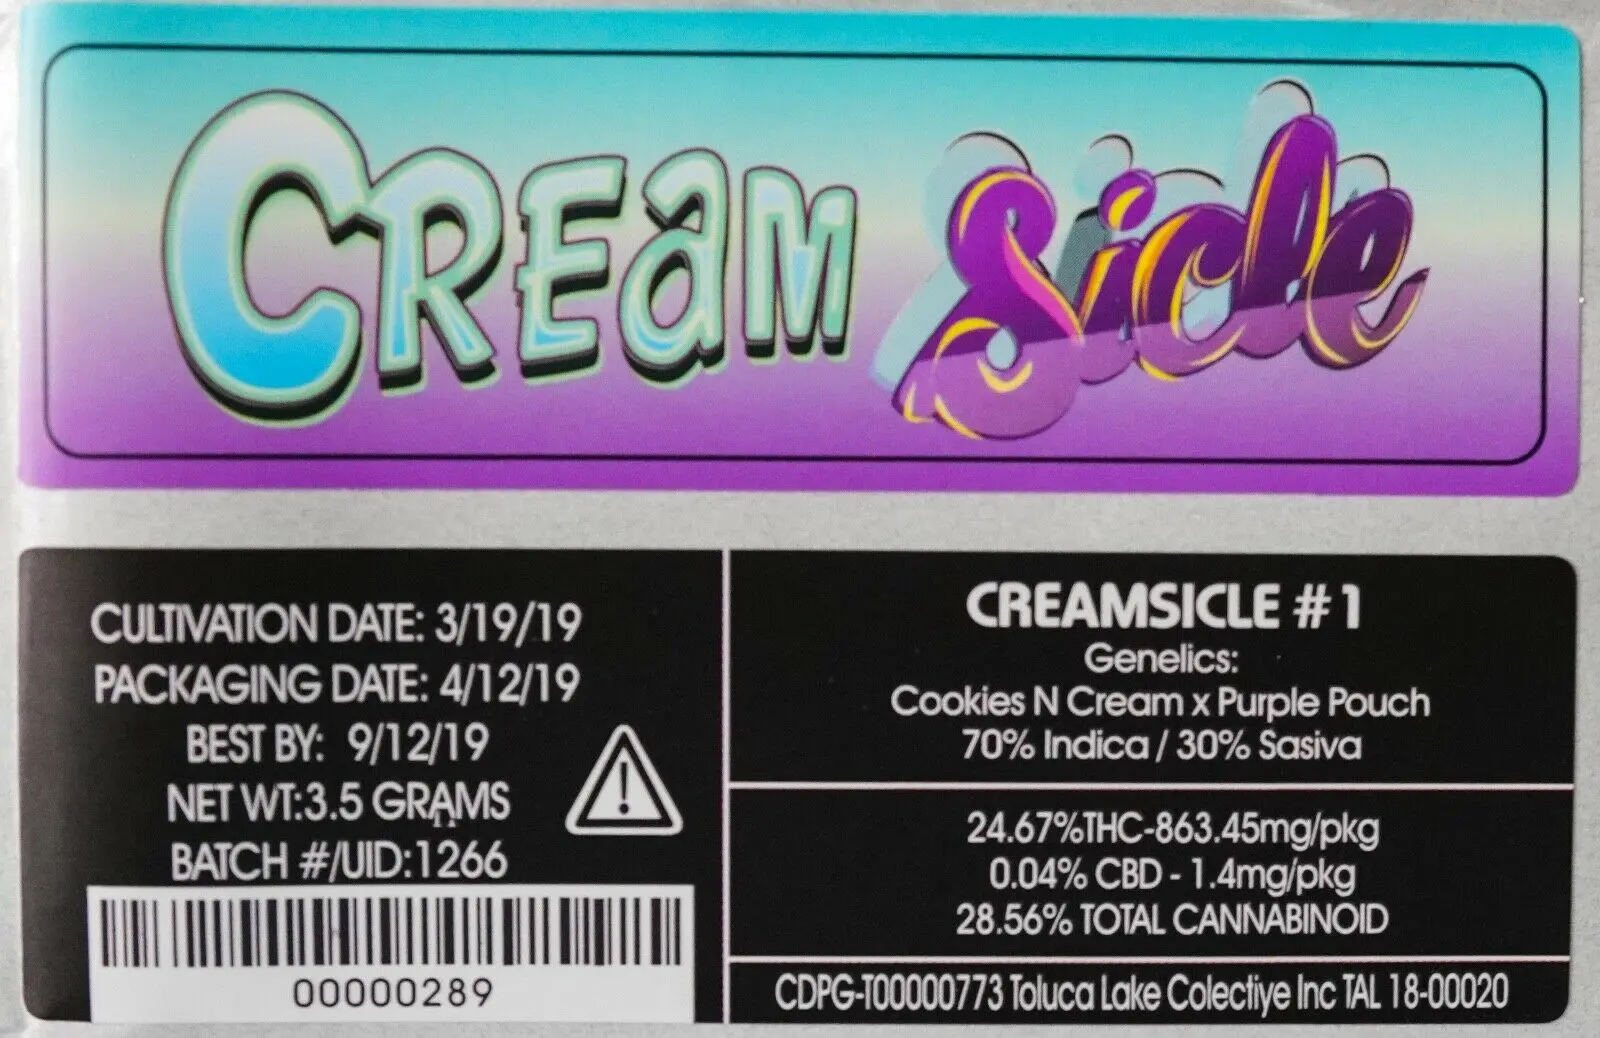 CREAM Sicle
CULTIVATION DATE: 3/19/19
PACKAGING DATE: 4/12/19
BEST BY: 9/12/19
NET WT:3.5 GRAMS
BATCH #/UID:1266
00000289
CREAMSICLE #1
Genelics:
Cookies N Cream x Purple Pouch
70% Indica / 30% Sasiva
24.67%THC-863.45mg/pkg
0.04% CBD - 1.4mg/pkg
28.56% TOTAL CANNABINOID
CDPG-T00000773 Toluca Lake Colectiye Inc TAL 18-00020